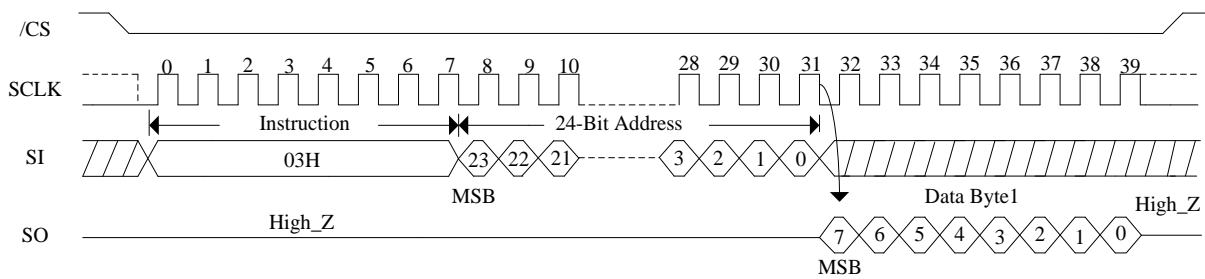 /CS
0 1 2 3 4 5 6 7 8 9 10 28 29 30 31 32 33 34 35 36 37 38 39
SCLK
Instruction 24-Bit Address
SI 03H 23 22 21 3 2 1 0
MSB Data Byte1
High_Z High_Z
SO 7 6 5 4 3 2 1 0
MSB